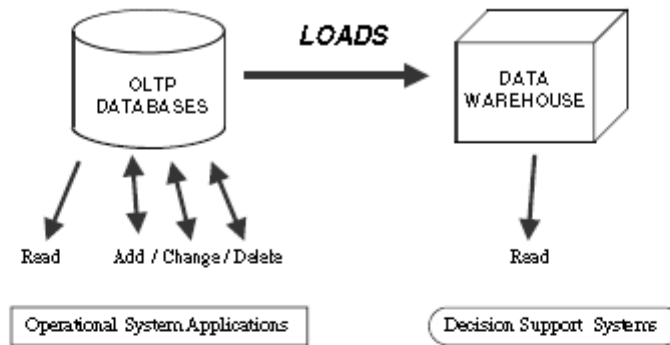 LOADS
OLTP
DATABASES
DATA
WAREHOUSE
Read
Add / Change / Delete
Read
Operational System Applications
Decision Support Systems